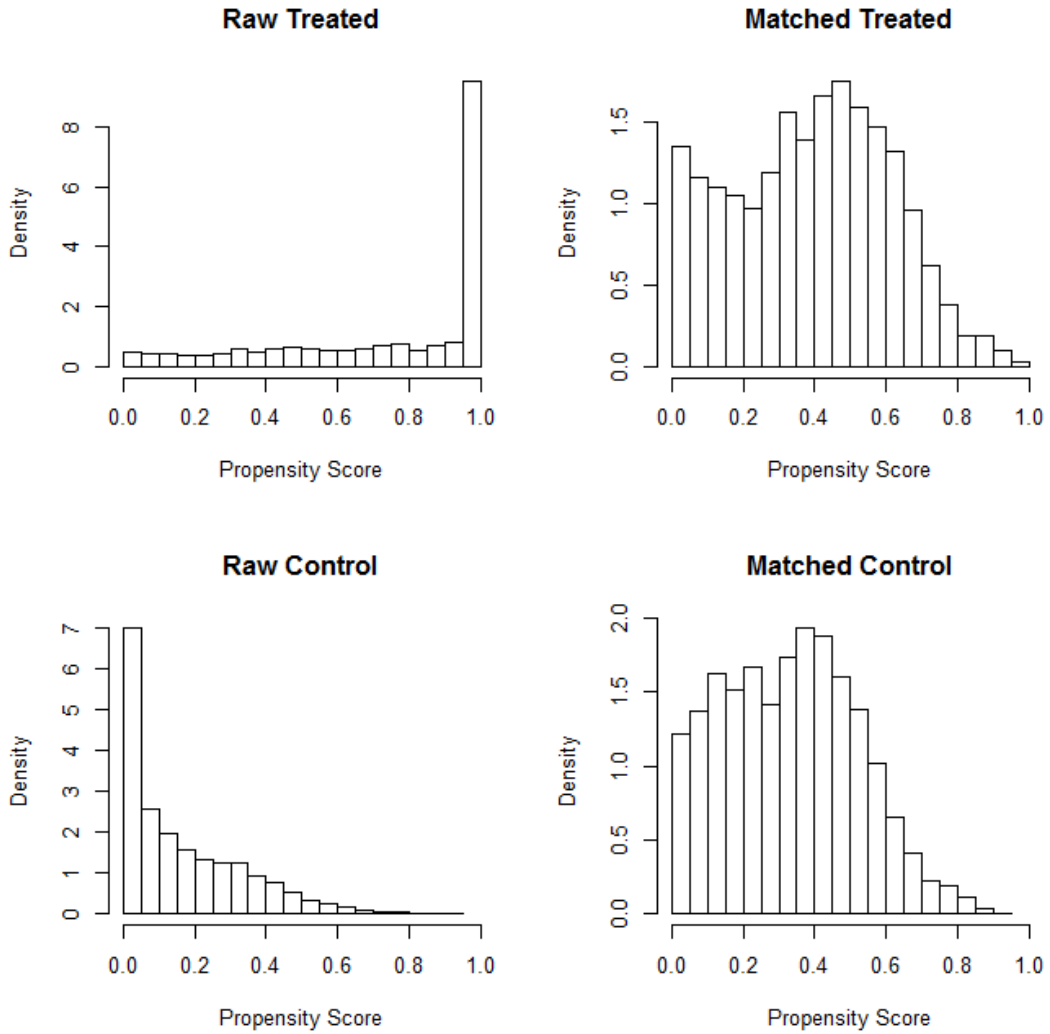 Raw Treated
Density
0 2 4 6 8
0.0 0.2 0.4 0.6 0.8 1.0
Propensity Score
Matched Treated
Density
0.0 0.5 1.0 1.5
0.0 0.2 0.4 0.6 0.8 1.0
Propensity Score
Raw Control
Density
0 1 2 3 4 5 6 7
0.0 0.2 0.4 0.6 0.8 1.0
Propensity Score
Matched Control
Density
0.0 0.5 1.0 1.5 2.0
0.0 0.2 0.4 0.6 0.8 1.0
Propensity Score